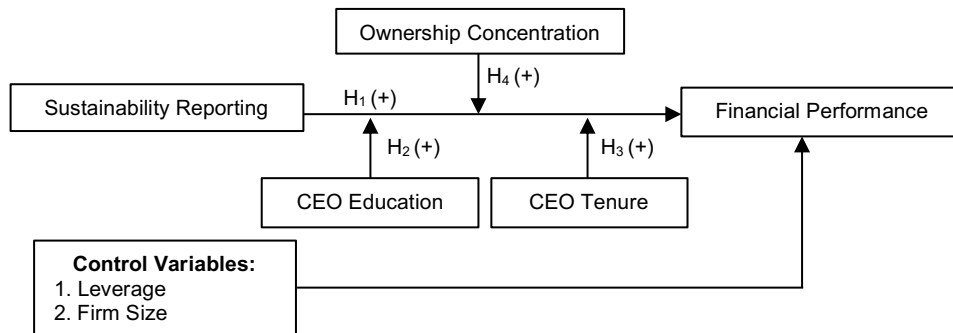 Ownership Concentration
H₄ (+)
H₁ (+)
Sustainability Reporting
Financial Performance
H₂ (+)
H₃ (+)
CEO Education
CEO Tenure
Control Variables:
1. Leverage
2. Firm Size